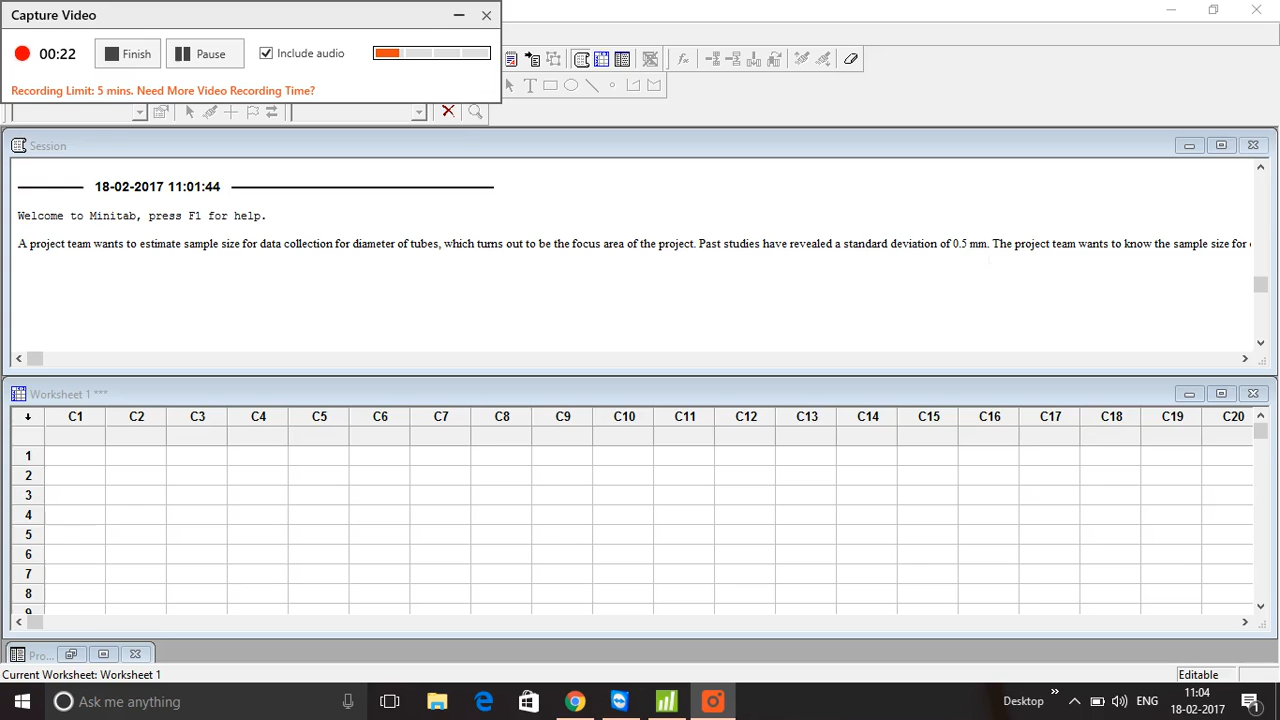 Capture Video
00:22
Finish
Pause
Include audio
Recording Limit: 5 mins. Need More Video Recording Time?
T
fx
Session
18-02-2017 11:01:44
Welcome to Minitab, press F1 for help.
A project team wants to estimate sample size for data collection for diameter of tubes, which turns out to be the focus area of the project. Past studies have revealed a standard deviation of 0.5 mm. The project team wants to know the sample size for
Worksheet 1 ***
C1 C2 C3 C4 C5 C6 C7 C8 C9 C10 C11 C12 C13 C14 C15 C16 C17 C18 C19 C20
1
2
3
4
5
6
7
8
9
Pro...
Current Worksheet: Worksheet 1
Editable
Ask me anything
Desktop
ENG
11:04
18-02-2017
1